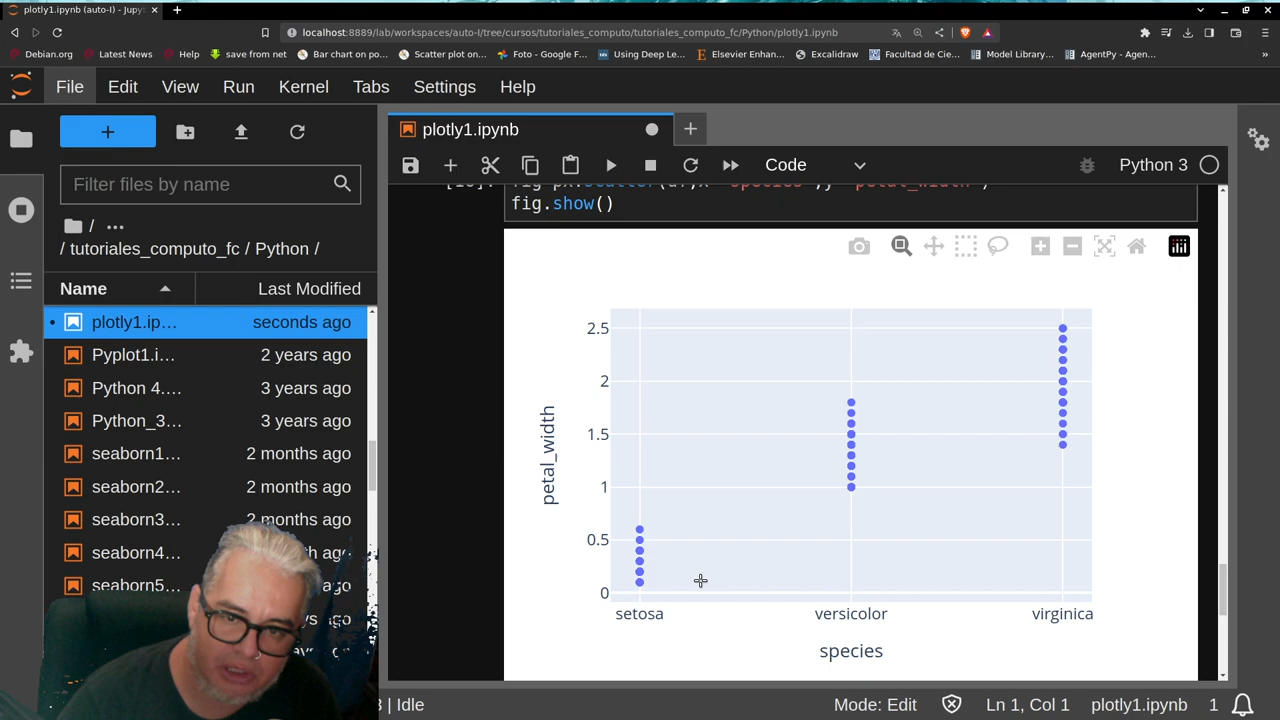 plotly1.ipynb (auto-I) - Jupyt
localhost:8889/lab/workspaces/auto-I/tree/cursos/tutoriales_computo/tutoriales_computo_fc/Python/plotly1.ipynb
Debian.org Latest News Help save from net Bar chart on po... Scatter plot on... Foto - Google F... Using Deep Le... Elsevier Enhan... Excalidraw Facultad de Cie... Model Library... AgentPy - Agen... »
File Edit View Run Kernel Tabs Settings Help
plotly1.ipynb
Code Python 3
Filter files by name
/ ...
/ tutoriales_computo_fc / Python /
Name Last Modified
plotly1.ip... seconds ago
Pyplot1.i... 2 years ago
Python 4.... 3 years ago
Python_3... 3 years ago
seaborn1... 2 months ago
seaborn2... 2 months ago
seaborn3... 2 months ago
seaborn4...
seaborn5...
fig.show()
petal_width
2.5
2
1.5
1
0.5
0
setosa versicolor virginica
species
| Idle Mode: Edit Ln 1, Col 1 plotly1.ipynb 1